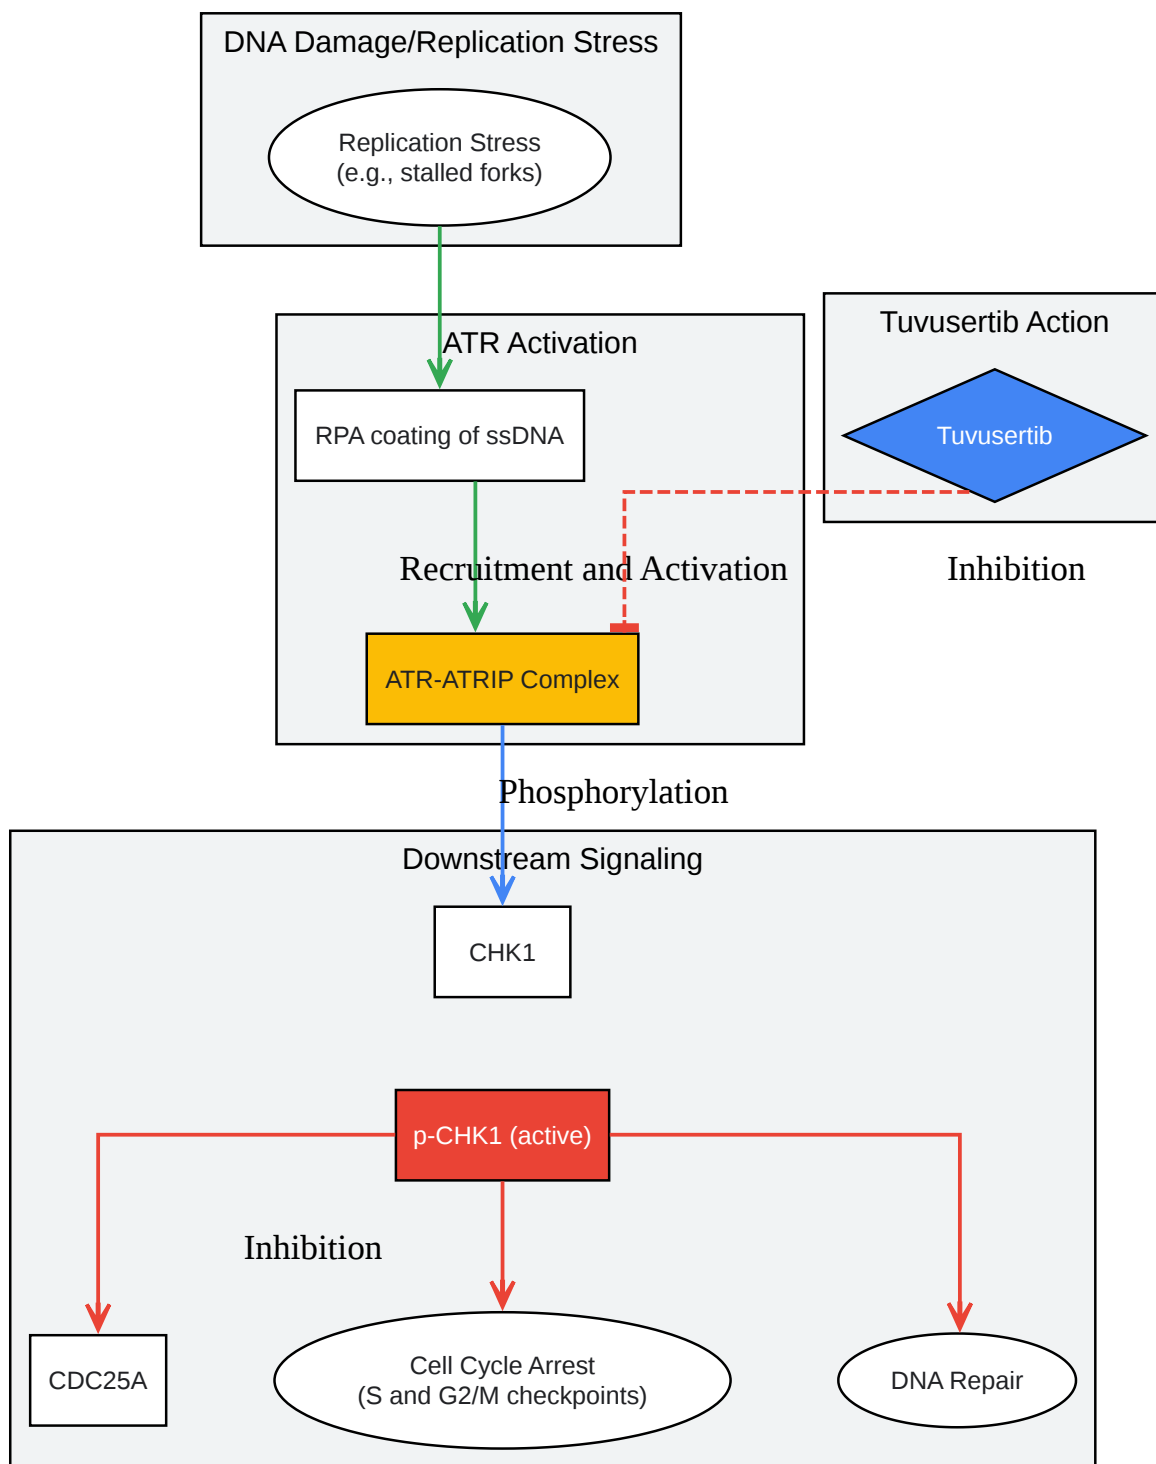 DNA Damage/Replication Stress
Replication Stress
(e.g., stalled forks)
ATR Activation
Tuvusertib Action
RPA coating of ssDNA
Tuvusertib
Recruitment and Activation
Inhibition
ATR-ATRIP Complex
Phosphorylation
Downstream Signaling
CHK1
p-CHK1 (active)
Inhibition
CDC25A
Cell Cycle Arrest
(S and G2/M checkpoints)
DNA Repair